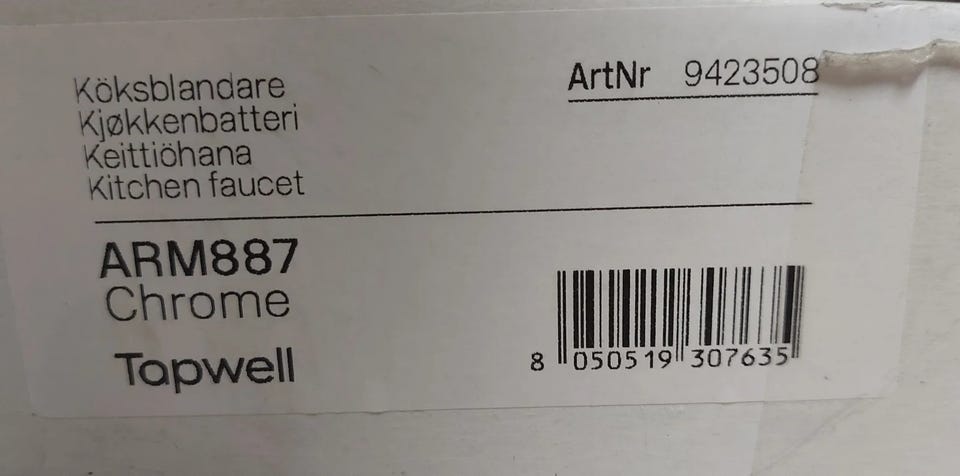 Köksblandare
Kjøkkenbatteri
Keittiöhana
Kitchen faucet
ArtNr 9423508
ARM887
Chrome
Tapwell
8 050519 307635